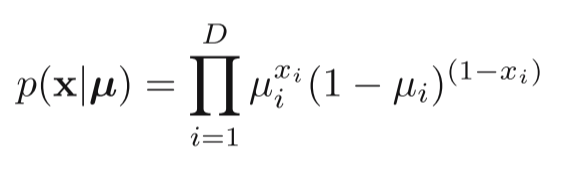 p(𝐱|𝛍) = ∏_{i=1}^{D} μ_i^{x_i}(1 − μ_i)^{(1−x_i)}